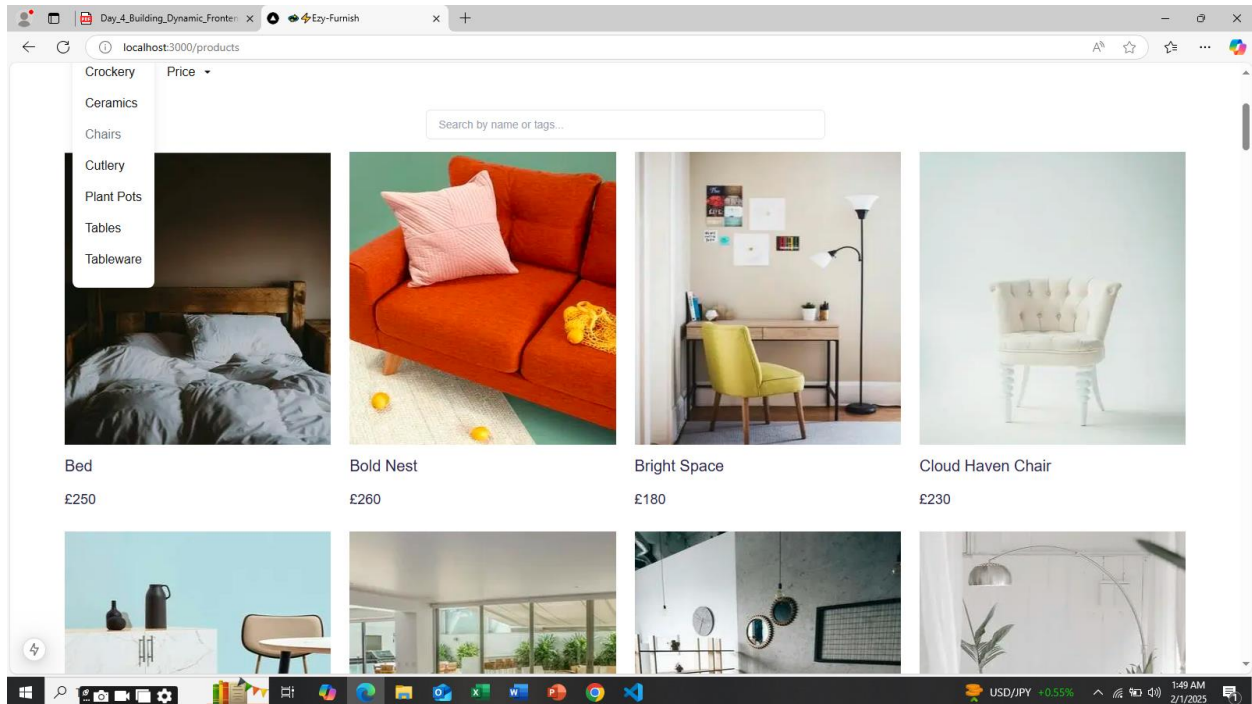 Day_4_Building_Dynamic_Fronten
Ezy-Furnish
localhost:3000/products
Crockery
Price
Ceramics
Search by name or tags...
Chairs
Cutlery
Plant Pots
Tables
Tableware
Bed
Bold Nest
Bright Space
Cloud Haven Chair
£250
£260
£180
£230
USD/JPY +0.55%
1:49 AM
2/1/2025